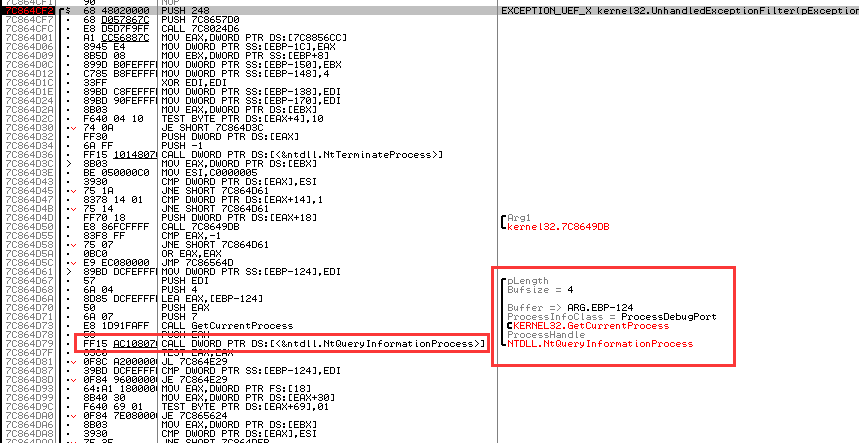 7C864CF1 90 NOP
7C864CF2 $ 68 48020000 PUSH 248 EXCEPTION_UEF_X kernel32.UnhandledExceptionFilter(pException
7C864CF7 68 D057867C PUSH 7C8657D0
7C864CFC E8 D5D7F9FF CALL 7C8024D6
7C864D01 A1 CC56887C MOV EAX,DWORD PTR DS:[7C8856CC]
7C864D06 8945 E4 MOV DWORD PTR SS:[EBP-1C],EAX
7C864D09 8B5D 08 MOV EBX,DWORD PTR SS:[EBP+8]
7C864D0C 899D B0FEFFFF MOV DWORD PTR SS:[EBP-150],EBX
7C864D12 C785 B8FEFFFF MOV DWORD PTR SS:[EBP-148],4
7C864D1C 33FF XOR EDI,EDI
7C864D1E 89BD C8FEFFFF MOV DWORD PTR SS:[EBP-138],EDI
7C864D24 89BD 90FEFFFF MOV DWORD PTR SS:[EBP-170],EDI
7C864D2A 8B03 MOV EAX,DWORD PTR DS:[EBX]
7C864D2C F640 04 10 TEST BYTE PTR DS:[EAX+4],10
7C864D30 74 0A JE SHORT 7C864D3C
7C864D32 FF30 PUSH DWORD PTR DS:[EAX]
7C864D34 6A FF PUSH -1
7C864D36 FF15 1014807C CALL DWORD PTR DS:[<&ntdll.NtTerminateProcess>]
7C864D3C > 8B03 MOV EAX,DWORD PTR DS:[EBX]
7C864D3E BE 050000C0 MOV ESI,C0000005
7C864D43 3930 CMP DWORD PTR DS:[EAX],ESI
7C864D45 75 1A JNE SHORT 7C864D61
7C864D47 8378 14 01 CMP DWORD PTR DS:[EAX+14],1
7C864D4B 75 14 JNE SHORT 7C864D61
7C864D4D FF70 18 PUSH DWORD PTR DS:[EAX+18] Arg1
7C864D50 E8 86FCFFFF CALL 7C8649DB kernel32.7C8649DB
7C864D55 83F8 FF CMP EAX,-1
7C864D58 75 07 JNE SHORT 7C864D61
7C864D5A 0BC0 OR EAX,EAX
7C864D5C E9 EC080000 JMP 7C86564D
7C864D61 > 89BD DCFEFFFF MOV DWORD PTR SS:[EBP-124],EDI
7C864D67 57 PUSH EDI pLength
7C864D68 6A 04 PUSH 4 Bufsize = 4
7C864D6A 8D85 DCFEFFFF LEA EAX,[EBP-124]
7C864D70 50 PUSH EAX Buffer => ARG.EBP-124
7C864D71 6A 07 PUSH 7 ProcessInfoClass = ProcessDebugPort
7C864D73 E8 1D91FAFF CALL GetCurrentProcess KERNEL32.GetCurrentProcess
7C864D78 50 PUSH EAX ProcessHandle
7C864D79 FF15 AC10807C CALL DWORD PTR DS:[<&ntdll.NtQueryInformationProcess>] NTDLL.NtQueryInformationProcess
7C864D7F 85C0 TEST EAX,EAX
7C864D81 0F8C A2000000 JL 7C864E29
7C864D87 39BD DCFEFFFF CMP DWORD PTR SS:[EBP-124],EDI
7C864D8D 0F84 96000000 JE 7C864E29
7C864D93 64:A1 18000000 MOV EAX,DWORD PTR FS:[18]
7C864D99 8B40 30 MOV EAX,DWORD PTR DS:[EAX+30]
7C864D9C F640 69 01 TEST BYTE PTR DS:[EAX+69],01
7C864DA0 0F84 7E080000 JE 7C865624
7C864DA6 8B03 MOV EAX,DWORD PTR DS:[EBX]
7C864DA8 3930 CMP DWORD PTR DS:[EAX],ESI